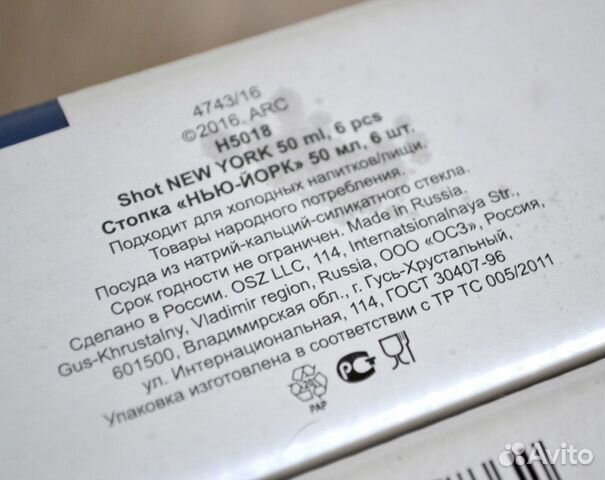 4743/16
©2016. ARC
H5018
Shot NEW YORK 50 ml, 6 pcs
Стопка «НЬЮ-ЙОРК» 50 мл, 6 шт.
Подходит для холодных напитков/пищи.
Товары народного потребления.
Посуда из натрий-кальций-силикатного стекла.
Срок годности не ограничен. Made in Russia.
Сделано в России. OSZ LLC, 114, Internatsionalnaya Str.,
Gus-Khrustalny, Vladimir region, Russia, ООО «ОСЗ», Россия,
601500, Владимирская обл., г. Гусь-Хрустальный,
ул. Интернациональная, 114, ГОСТ 30407-96
Упаковка изготовлена в соответствии с ТР ТС 005/2011
20
PAP
Avito